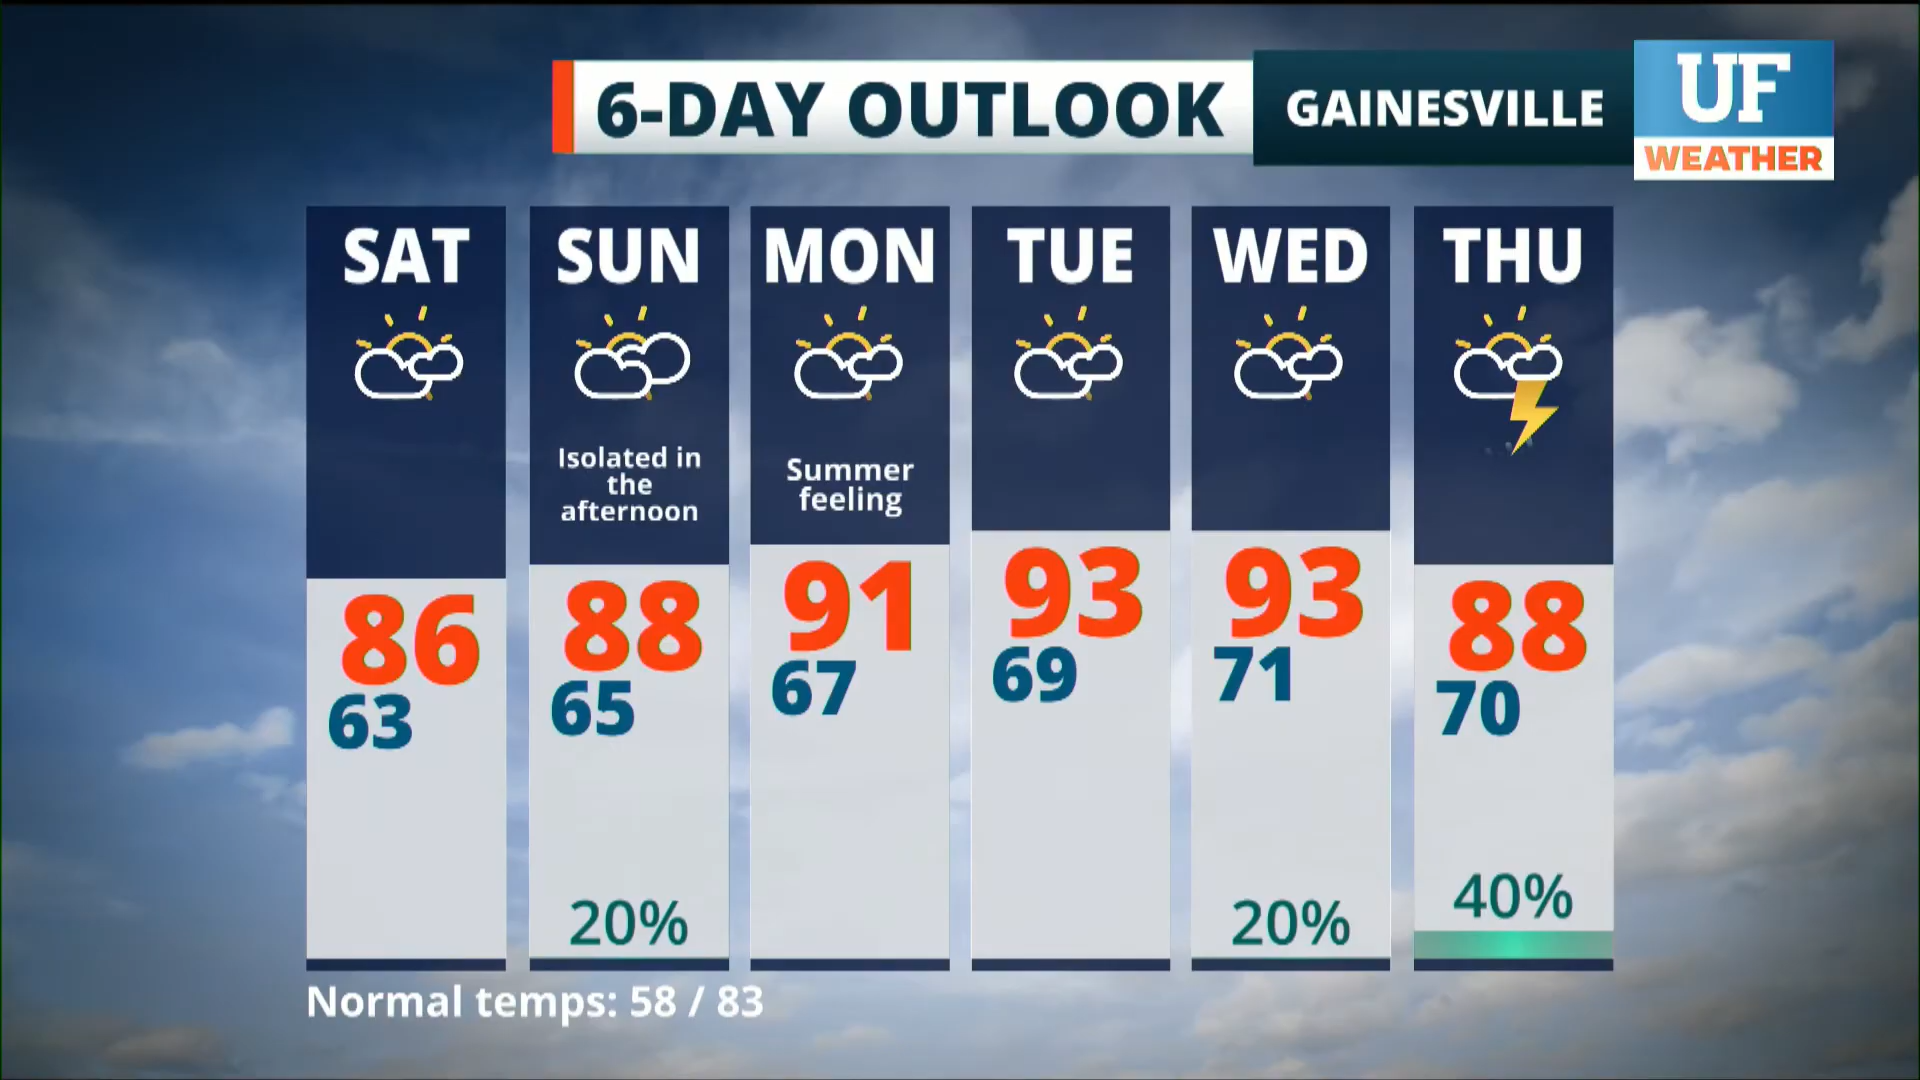 6-DAY OUTLOOK
GAINESVILLE
UF
WEATHER
SAT
SUN
MON
TUE
WED
THU
Isolated in
the
afternoon
Summer
feeling
86
88
91
93
93
88
63
65
67
69
71
70
20%
20%
40%
Normal temps: 58 / 83